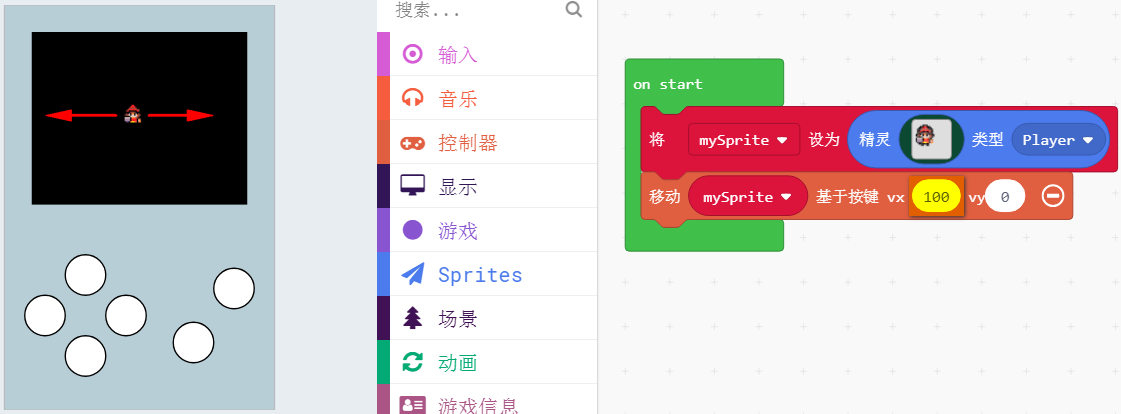 搜索...
输入
音乐
控制器
显示
游戏
Sprites
场景
动画
游戏信息
on start
将 mySprite 设为 精灵 类型 Player
移动 mySprite 基于按键 vx 100 vy 0